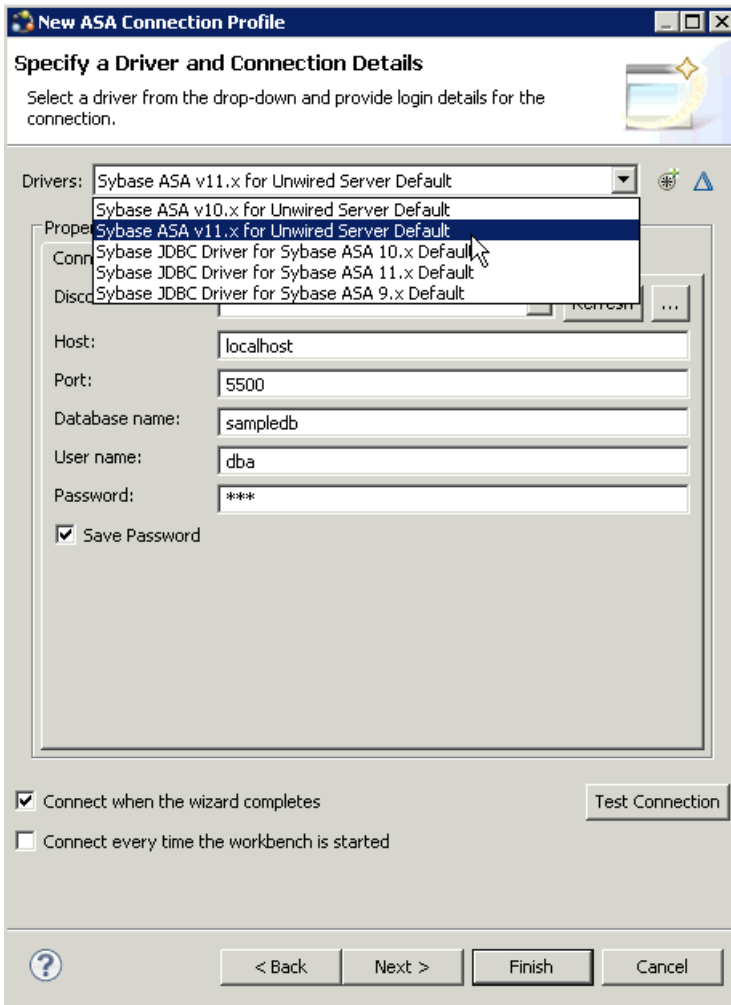 New ASA Connection Profile
Specify a Driver and Connection Details
Select a driver from the drop-down and provide login details for the
connection.
Drivers: Sybase ASA v11.x for Unwired Server Default
Sybase ASA v10.x for Unwired Server Default
Sybase ASA v11.x for Unwired Server Default
Sybase JDBC Driver for Sybase ASA 10.x Default
Sybase JDBC Driver for Sybase ASA 11.x Default
Sybase JDBC Driver for Sybase ASA 9.x Default
Proper
Conn
Disco
Refresh ...
Host: localhost
Port: 5500
Database name: sampledb
User name: dba
Password: ***
Save Password
Connect when the wizard completes
Test Connection
Connect every time the workbench is started
? < Back Next > Finish Cancel